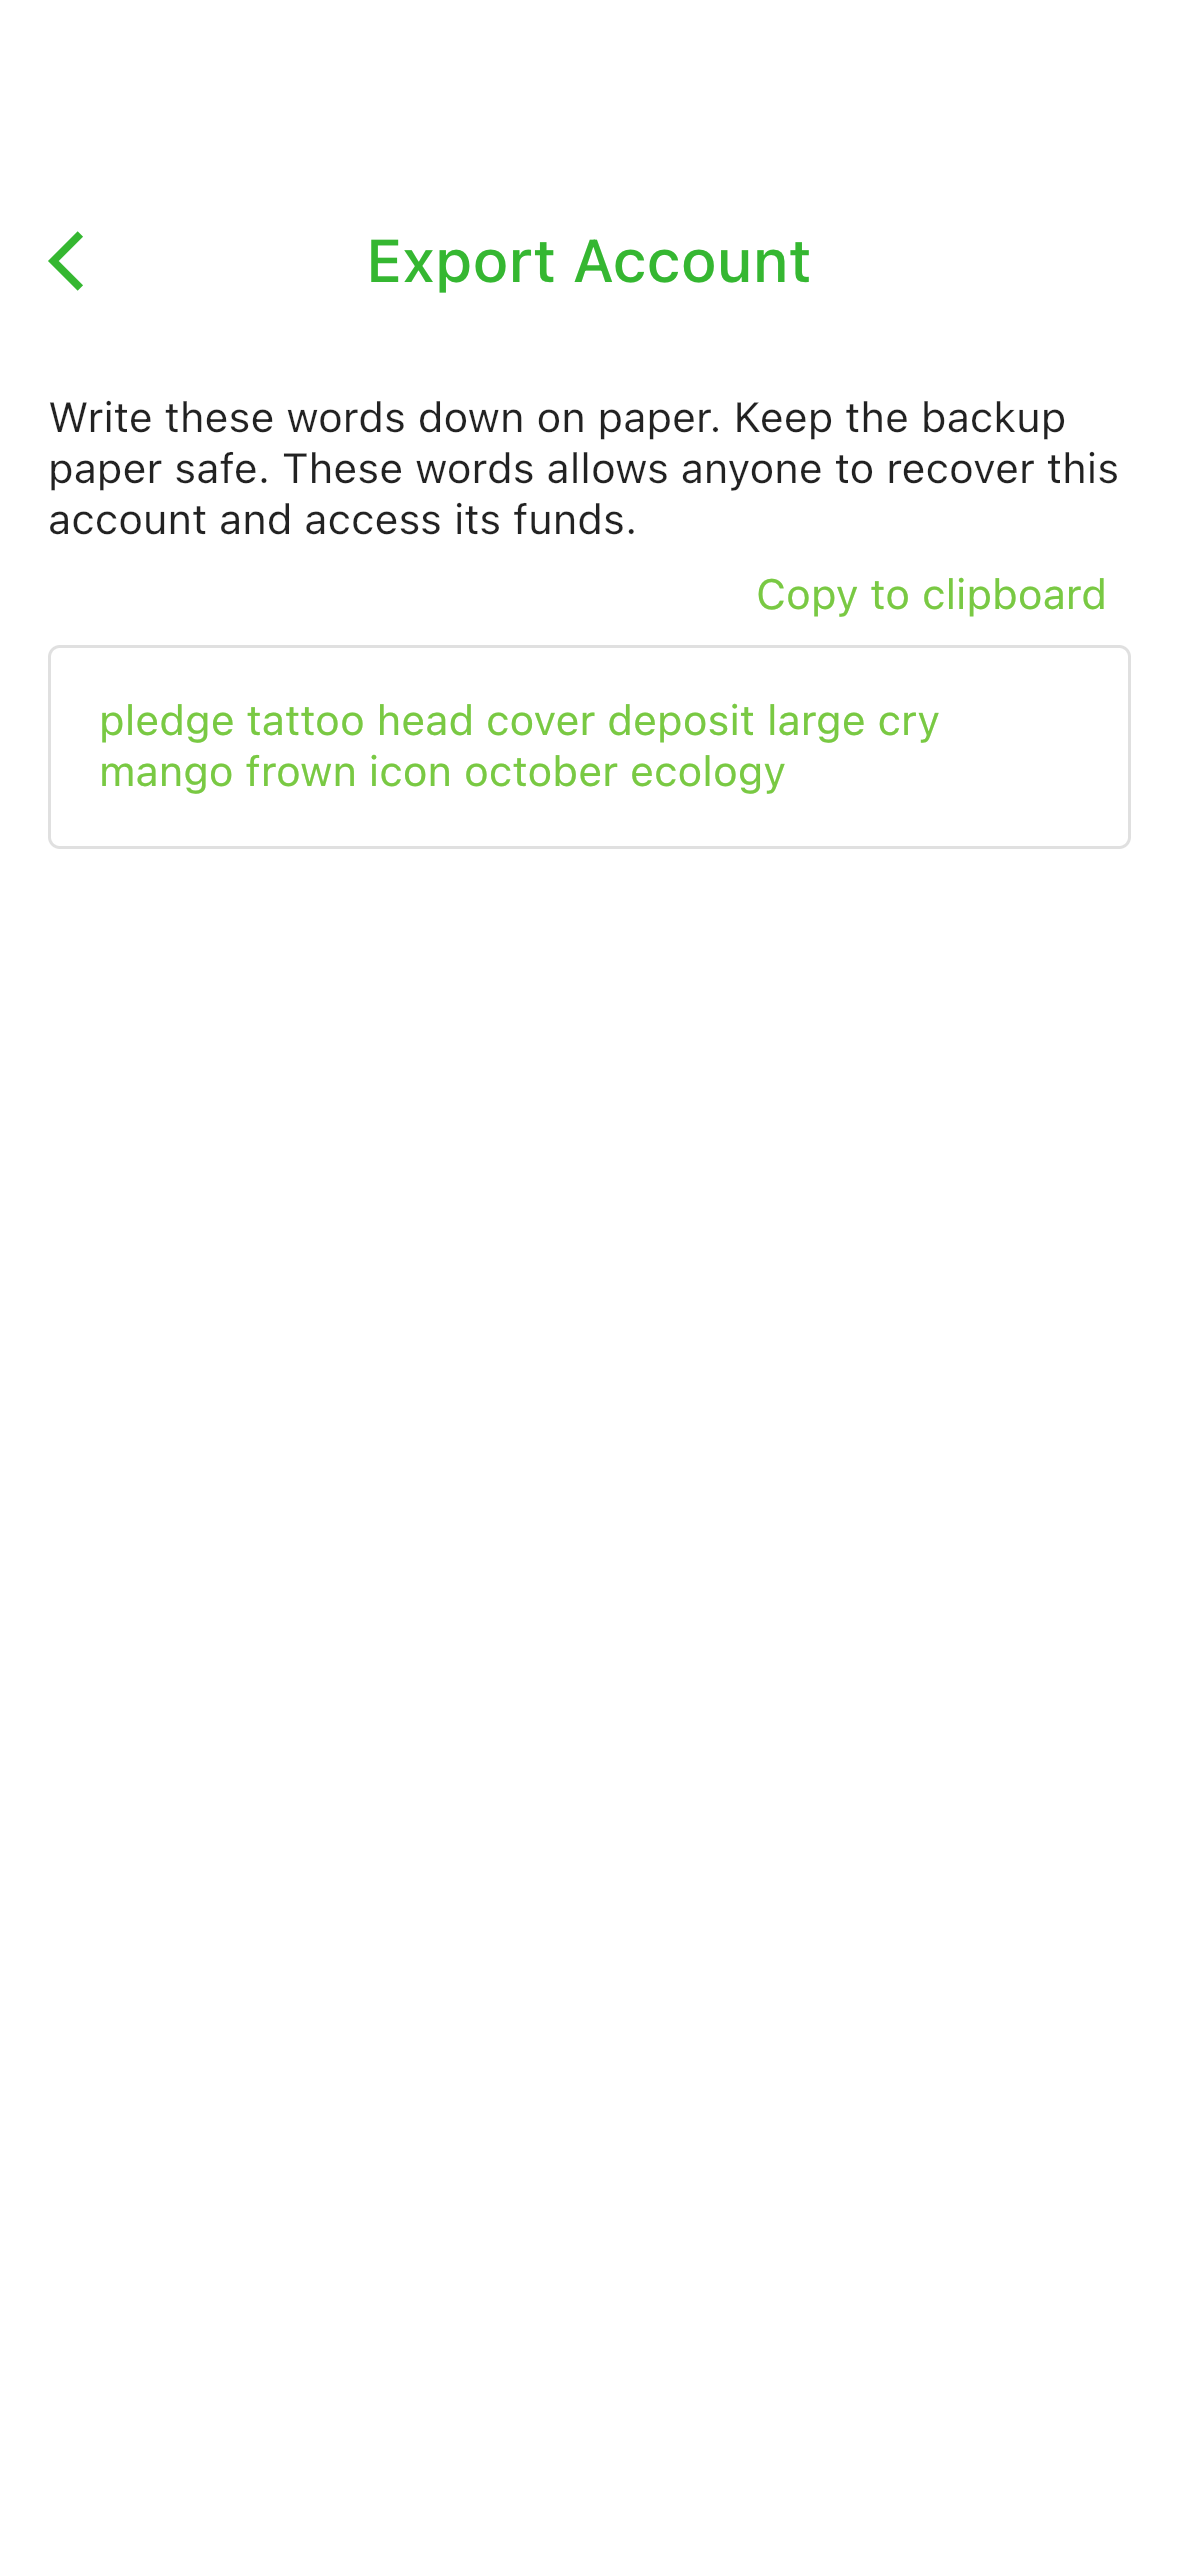 Export Account
Write these words down on paper. Keep the backup
paper safe. These words allows anyone to recover this
account and access its funds.
Copy to clipboard
pledge tattoo head cover deposit large cry
mango frown icon october ecology